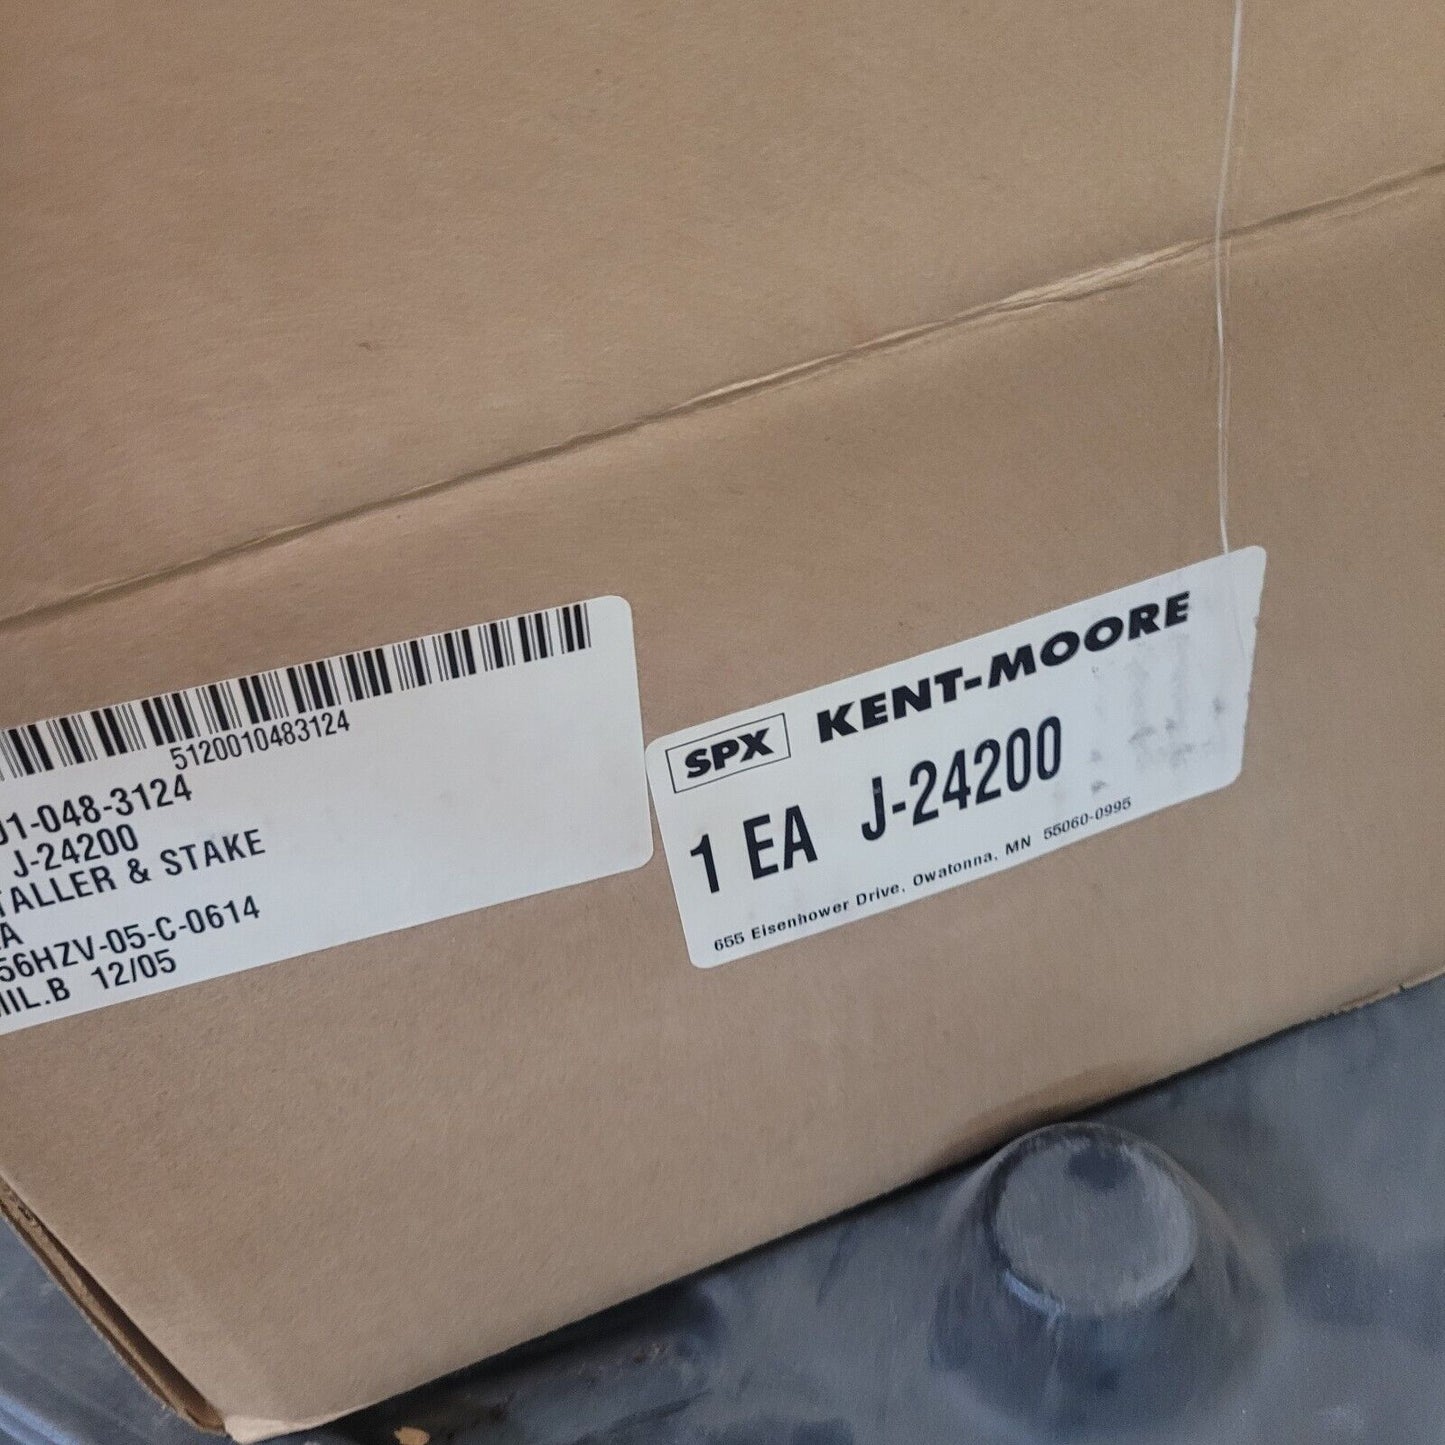 5120010483124
01-048-3124
J-24200
TALLER & STAKE
EA
56HZV-05-C-0614
MIL.B 12/05
SPX KENT-MOORE
1 EA J-24200
655 Eisenhower Drive, Owatonna, MN 55060-0995